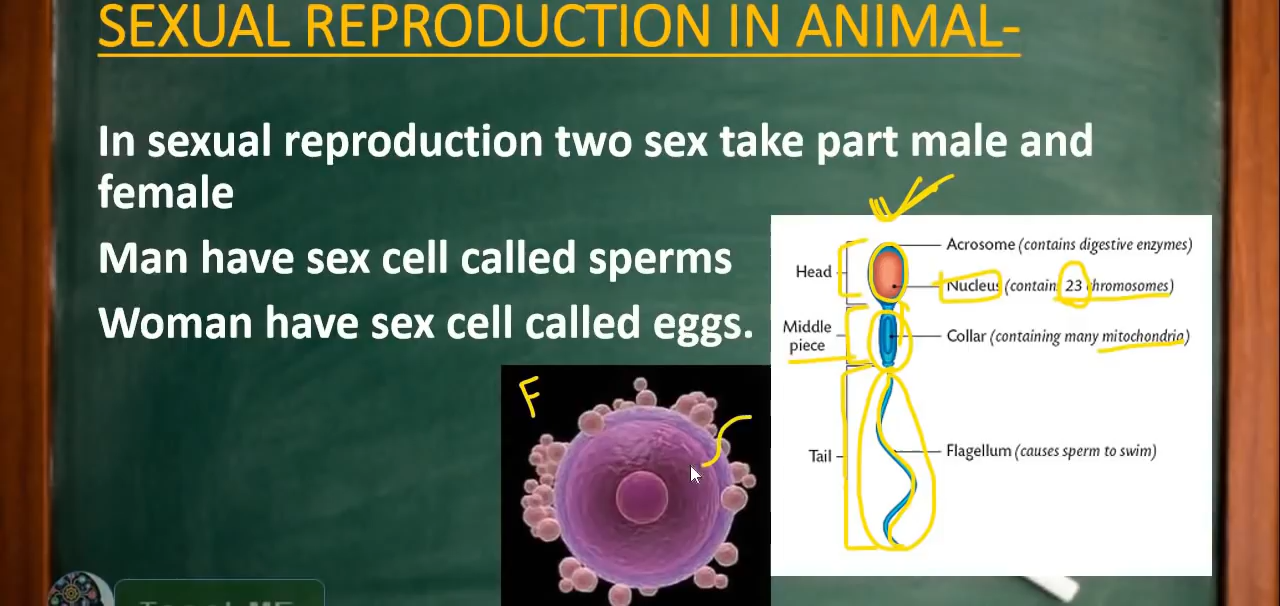 SEXUAL REPRODUCTION IN ANIMAL-
In sexual reproduction two sex take part male and
female
Man have sex cell called sperms
Woman have sex cell called eggs.
F
Head
Acrosome (contains digestive enzymes)
Nucleus (contain 23 chromosomes)
Middle
piece
Collar (containing many mitochondria)
Tail
Flagellum (causes sperm to swim)